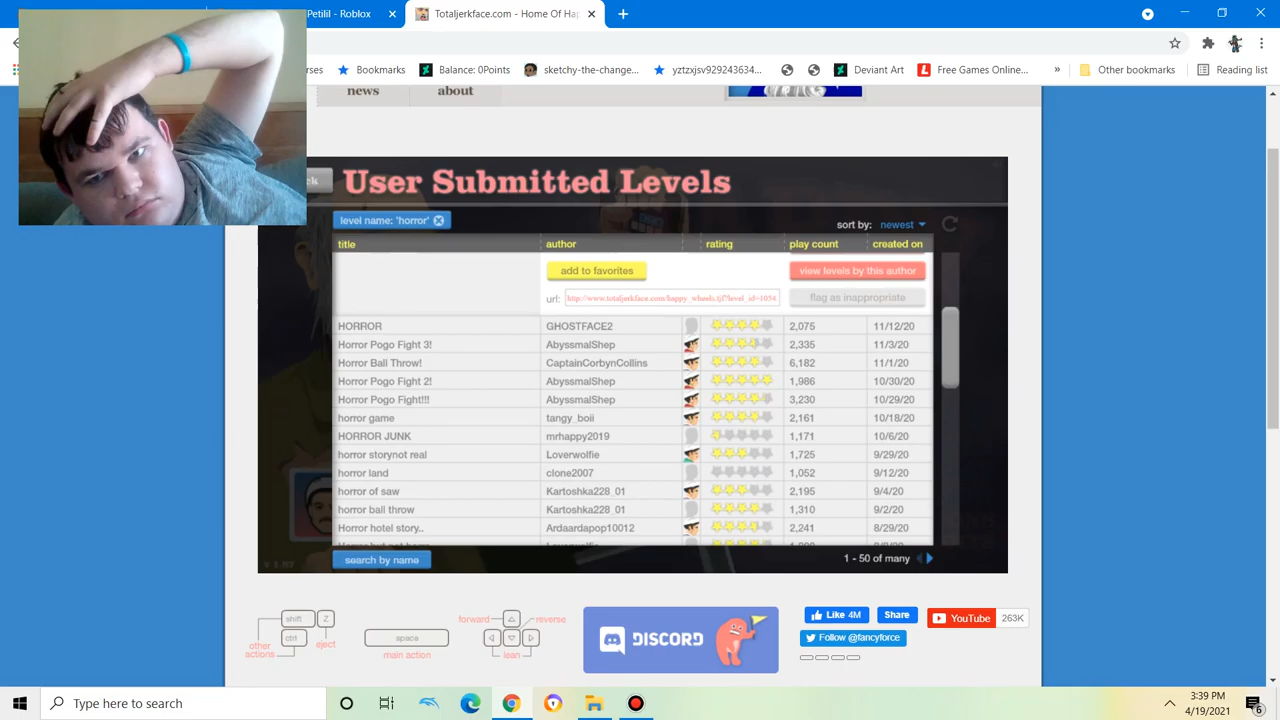 Petilil - Roblox
Totaljerkface.com - Home Of Hap
Bookmarks
Balance: 0Points
sketchy-the-change...
yztzxjsv929243634...
Deviant Art
Free Games Online...
»
Other bookmarks
Reading list
news
about
User Submitted Levels
level name: 'horror'
sort by: newest
title author rating play count created on
add to favorites
view levels by this author
url: http://www.totaljerkface.com/happy_wheels.tjf?level_id=1054
flag as inappropriate
HORROR GHOSTFACE2 2,075 11/12/20
Horror Pogo Fight 3! AbyssmalShep 2,335 11/3/20
Horror Ball Throw! CaptainCorbynCollins 6,182 11/1/20
Horror Pogo Fight 2! AbyssmalShep 1,986 10/30/20
Horror Pogo Fight!!! AbyssmalShep 3,230 10/29/20
horror game tangy_boii 2,161 10/18/20
HORROR JUNK mrhappy2019 1,171 10/6/20
horror storynot real Loverwolfie 1,725 9/29/20
horror land clone2007 1,052 9/12/20
horror of saw Kartoshka228_01 2,195 9/4/20
horror ball throw Kartoshka228_01 1,310 9/2/20
Horror hotel story.. Ardaardapop10012 2,241 8/29/20
search by name
1 - 50 of many
shift Z
ctrl
other actions
eject
space
main action
forward
reverse
lean
DISCORD
Like 4M
Share
YouTube 263K
Follow @fancyforce
Type here to search
3:39 PM
4/19/2021
6